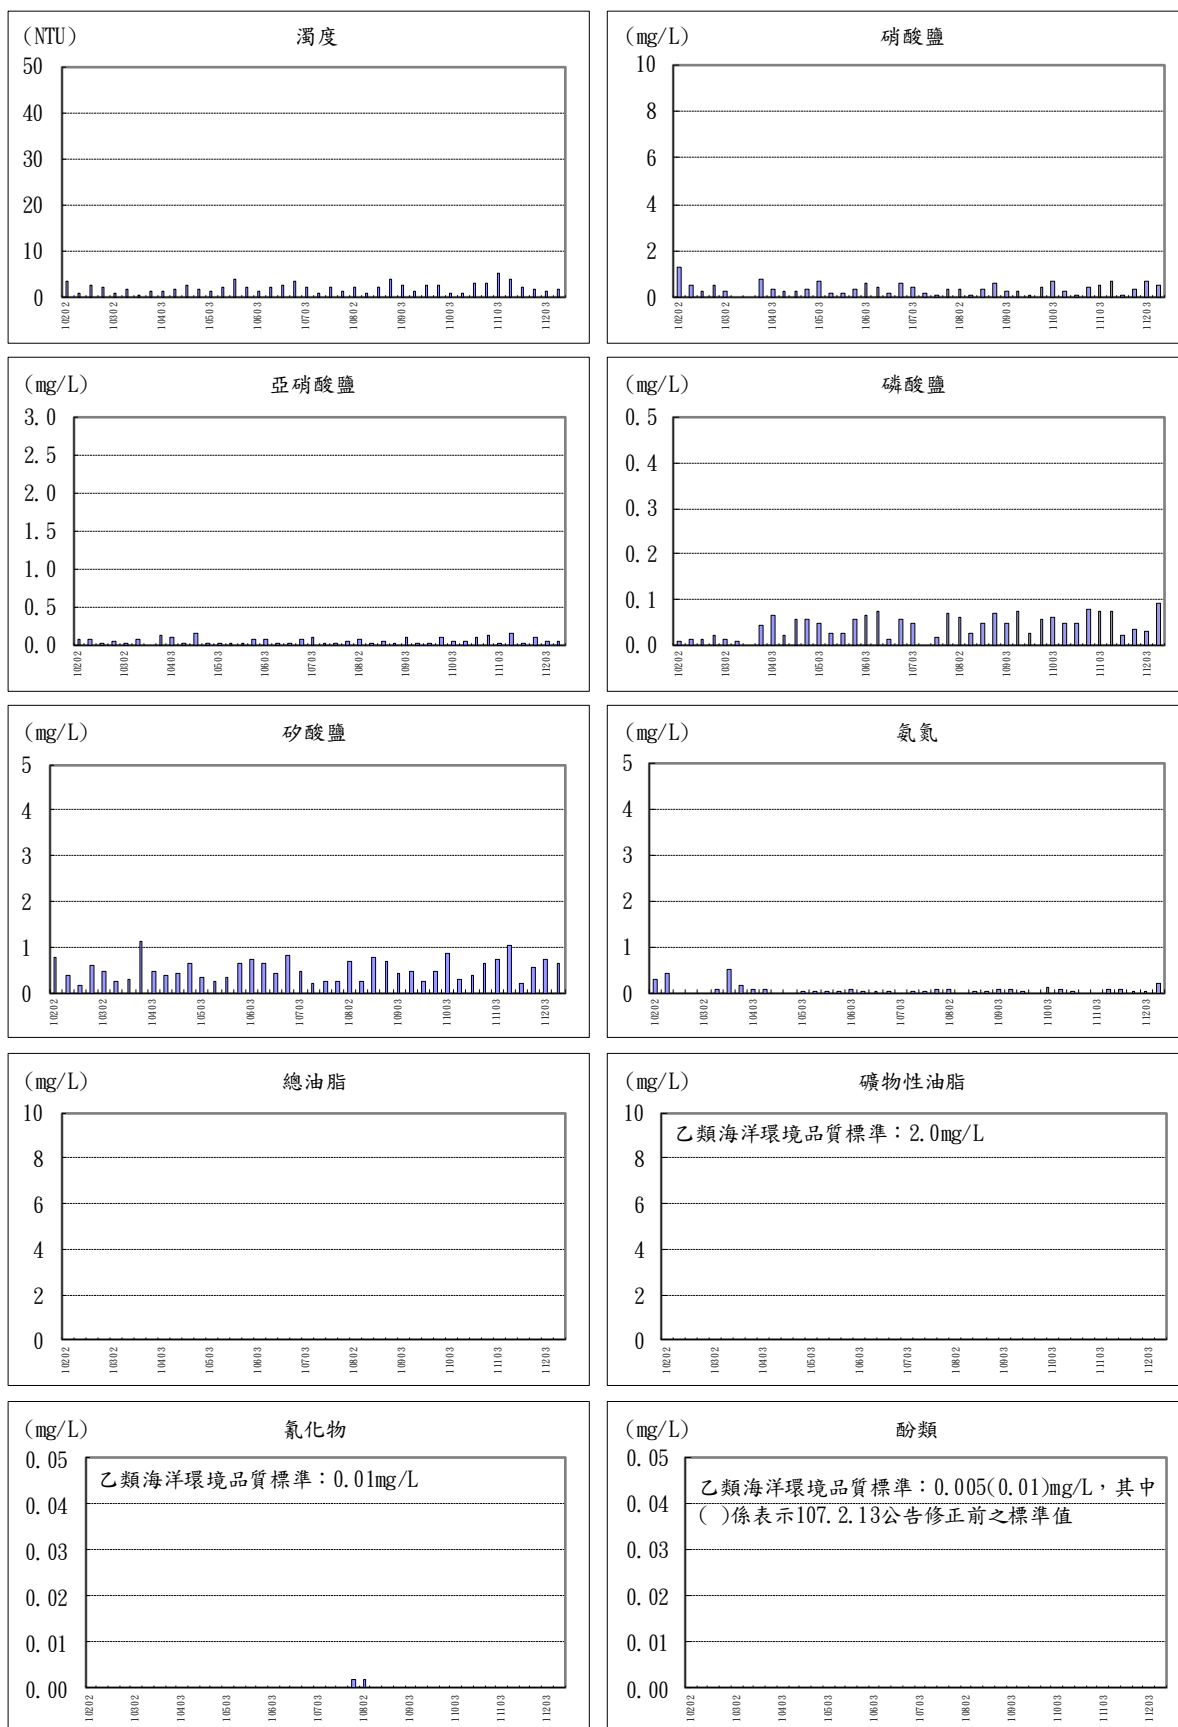 (NTU) 濁度
50
40
30
20
10
0
10202 10302 10403 10503 10603 10703 10802 10903 11003 11103 11203
(mg/L) 硝酸鹽
10
8
6
4
2
0
10202 10302 10403 10503 10603 10703 10802 10903 11003 11103 11203
(mg/L) 亞硝酸鹽
3.0
2.5
2.0
1.5
1.0
0.5
0.0
10202 10302 10403 10503 10603 10703 10802 10903 11003 11103 11203
(mg/L) 磷酸鹽
0.5
0.4
0.3
0.2
0.1
0.0
10202 10302 10403 10503 10603 10703 10802 10903 11003 11103 11203
(mg/L) 矽酸鹽
5
4
3
2
1
0
10202 10302 10403 10503 10603 10703 10802 10903 11003 11103 11203
(mg/L) 氨氮
5
4
3
2
1
0
10202 10302 10403 10503 10603 10703 10802 10903 11003 11103 11203
(mg/L) 總油脂
10
8
6
4
2
0
10202 10302 10403 10503 10603 10703 10802 10903 11003 11103 11203
(mg/L) 礦物性油脂
乙類海洋環境品質標準：2.0mg/L
10
8
6
4
2
0
10202 10302 10403 10503 10603 10703 10802 10903 11003 11103 11203
(mg/L) 氰化物
乙類海洋環境品質標準：0.01mg/L
0.05
0.04
0.03
0.02
0.01
0.00
10202 10302 10403 10503 10603 10703 10802 10903 11003 11103 11203
(mg/L) 酚類
乙類海洋環境品質標準：0.005(0.01)mg/L，其中
( )係表示107.2.13公告修正前之標準值
0.05
0.04
0.03
0.02
0.01
0.00
10202 10302 10403 10503 10603 10703 10802 10903 11003 11103 11203